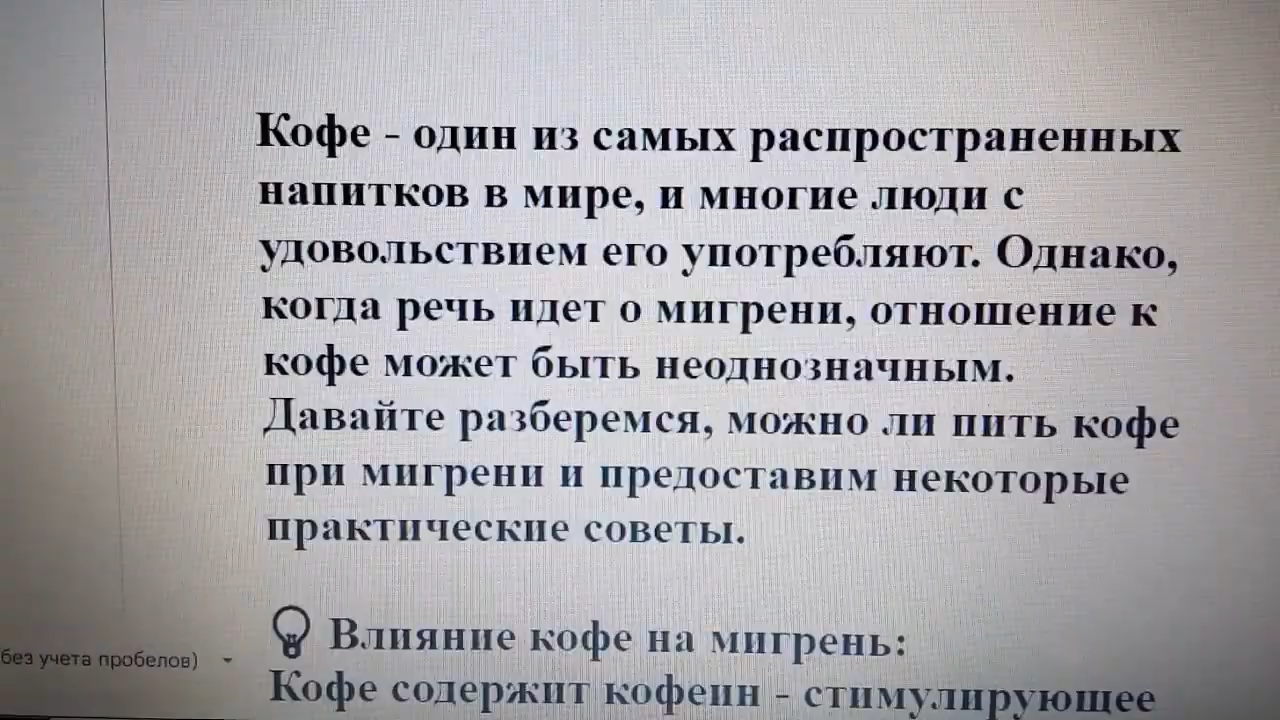 Кофе - один из самых распространенных
напитков в мире, и многие люди с
удовольствием его употребляют. Однако,
когда речь идет о мигрени, отношение к
кофе может быть неоднозначным.
Давайте разберемся, можно ли пить кофе
при мигрени и предоставим некоторые
практические советы.
Влияние кофе на мигрень:
без учета пробелов)
Кофе содержит кофеин - стимулирующее